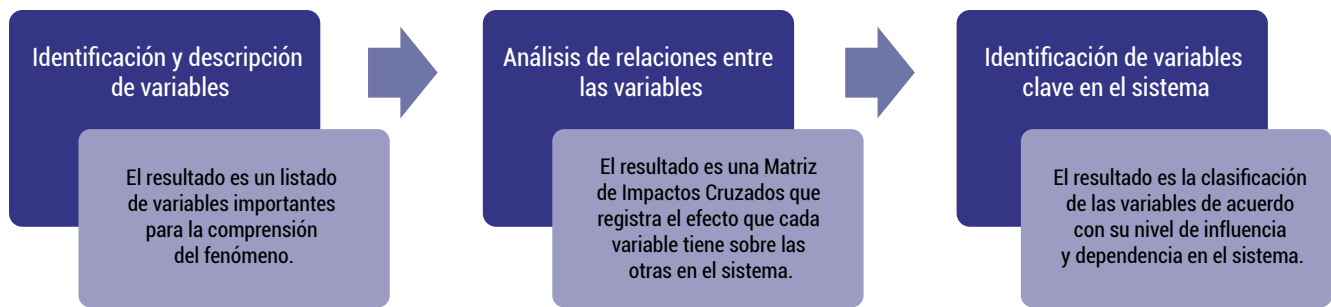 Identificación y descripción
de variables
El resultado es un listado
de variables importantes
para la comprensión
del fenómeno.
Análisis de relaciones entre
las variables
El resultado es una Matriz
de Impactos Cruzados que
registra el efecto que cada
variable tiene sobre las
otras en el sistema.
Identificación de variables
clave en el sistema
El resultado es la clasificación
de las variables de acuerdo
con su nivel de influencia
y dependencia en el sistema.